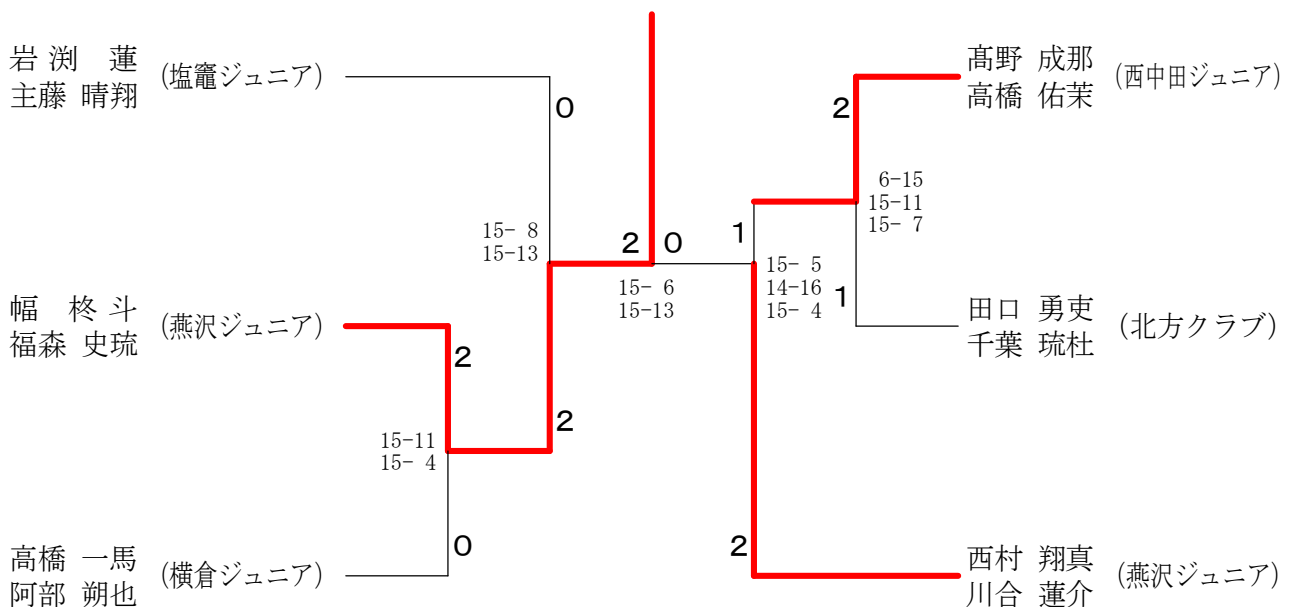 岩渕 蓮
主藤 晴翔
(塩竈ジュニア)
0
15- 8
15-13
幅 柊斗
福森 史琉
(燕沢ジュニア)
2
2
15-11
15- 4
高橋 一馬
阿部 朔也
(横倉ジュニア)
0
2
0
15- 6
15-13
髙野 成那
高橋 佑茉
(西中田ジュニア)
2
6-15
15-11
15- 7
1
15- 5
14-16
15- 4
1
田口 勇吏
千葉 琉杜
(北方クラブ)
2
西村 翔真
川合 蓮介
(燕沢ジュニア)